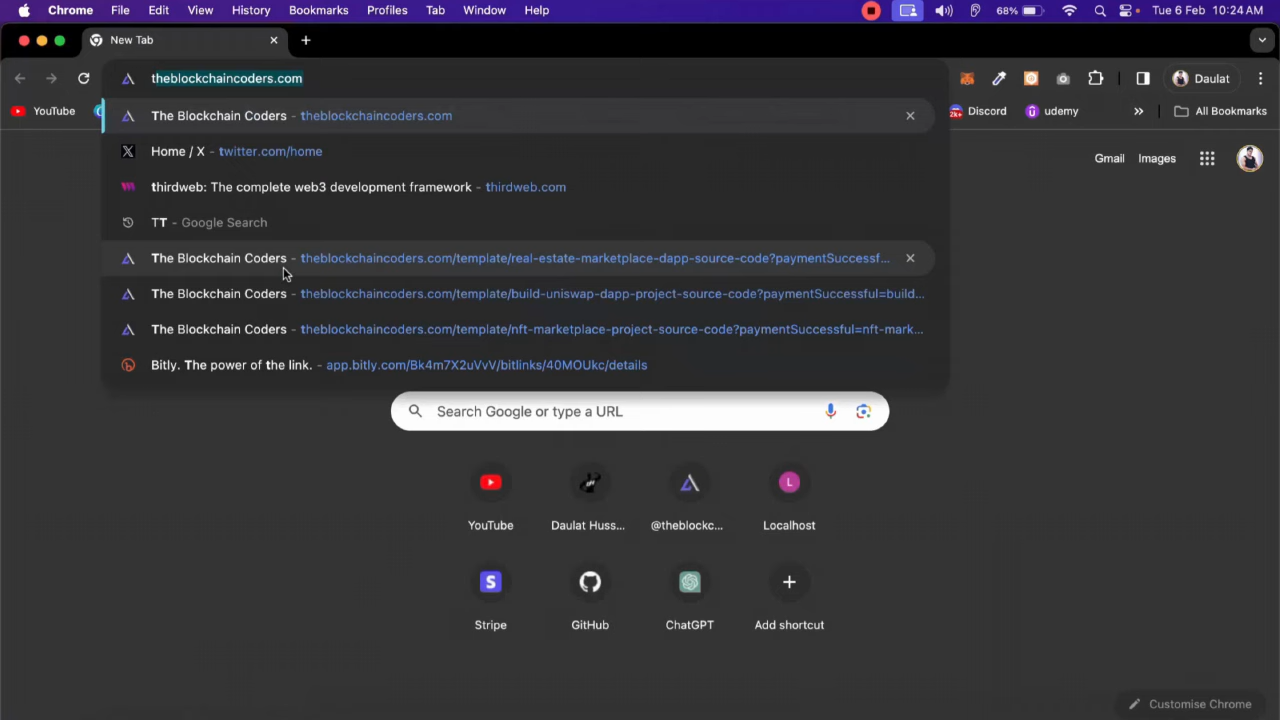 Chrome File Edit View History Bookmarks Profiles Tab Window Help 68% Tue 6 Feb 10:24 AM
New Tab
theblockchaincoders.com
Daulat
YouTube
The Blockchain Coders - theblockchaincoders.com
Discord
udemy
All Bookmarks
Home / X - twitter.com/home
Gmail Images
thirdweb: The complete web3 development framework - thirdweb.com
TT - Google Search
The Blockchain Coders - theblockchaincoders.com/template/real-estate-marketplace-dapp-source-code?paymentSuccessf...
The Blockchain Coders - theblockchaincoders.com/template/build-uniswap-dapp-project-source-code?paymentSuccessful=build...
The Blockchain Coders - theblockchaincoders.com/template/nft-marketplace-project-source-code?paymentSuccessful=nft-mark...
Bitly. The power of the link. - app.bitly.com/Bk4m7X2uVvV/bitlinks/40MOUkc/details
Search Google or type a URL
L
YouTube Daulat Huss... @theblockc... Localhost
S
Stripe GitHub ChatGPT Add shortcut
Customise Chrome